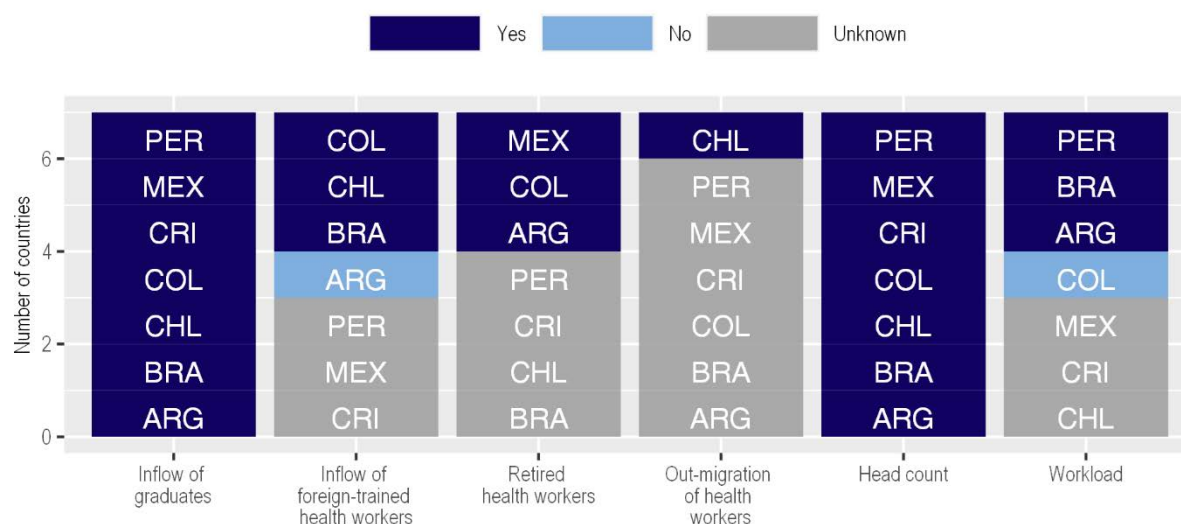 Yes No Unknown
Number of countries
6
4
2
0
PER COL MEX CHL PER PER
MEX CHL COL PER MEX BRA
CRI BRA ARG MEX CRI ARG
COL ARG PER CRI COL COL
CHL PER CRI COL CHL MEX
BRA MEX CHL BRA BRA CRI
ARG CRI BRA ARG ARG CHL
Inflow of
graduates
Inflow of
foreign-trained
health workers
Retired
health workers
Out-migration
of health
workers
Head count
Workload